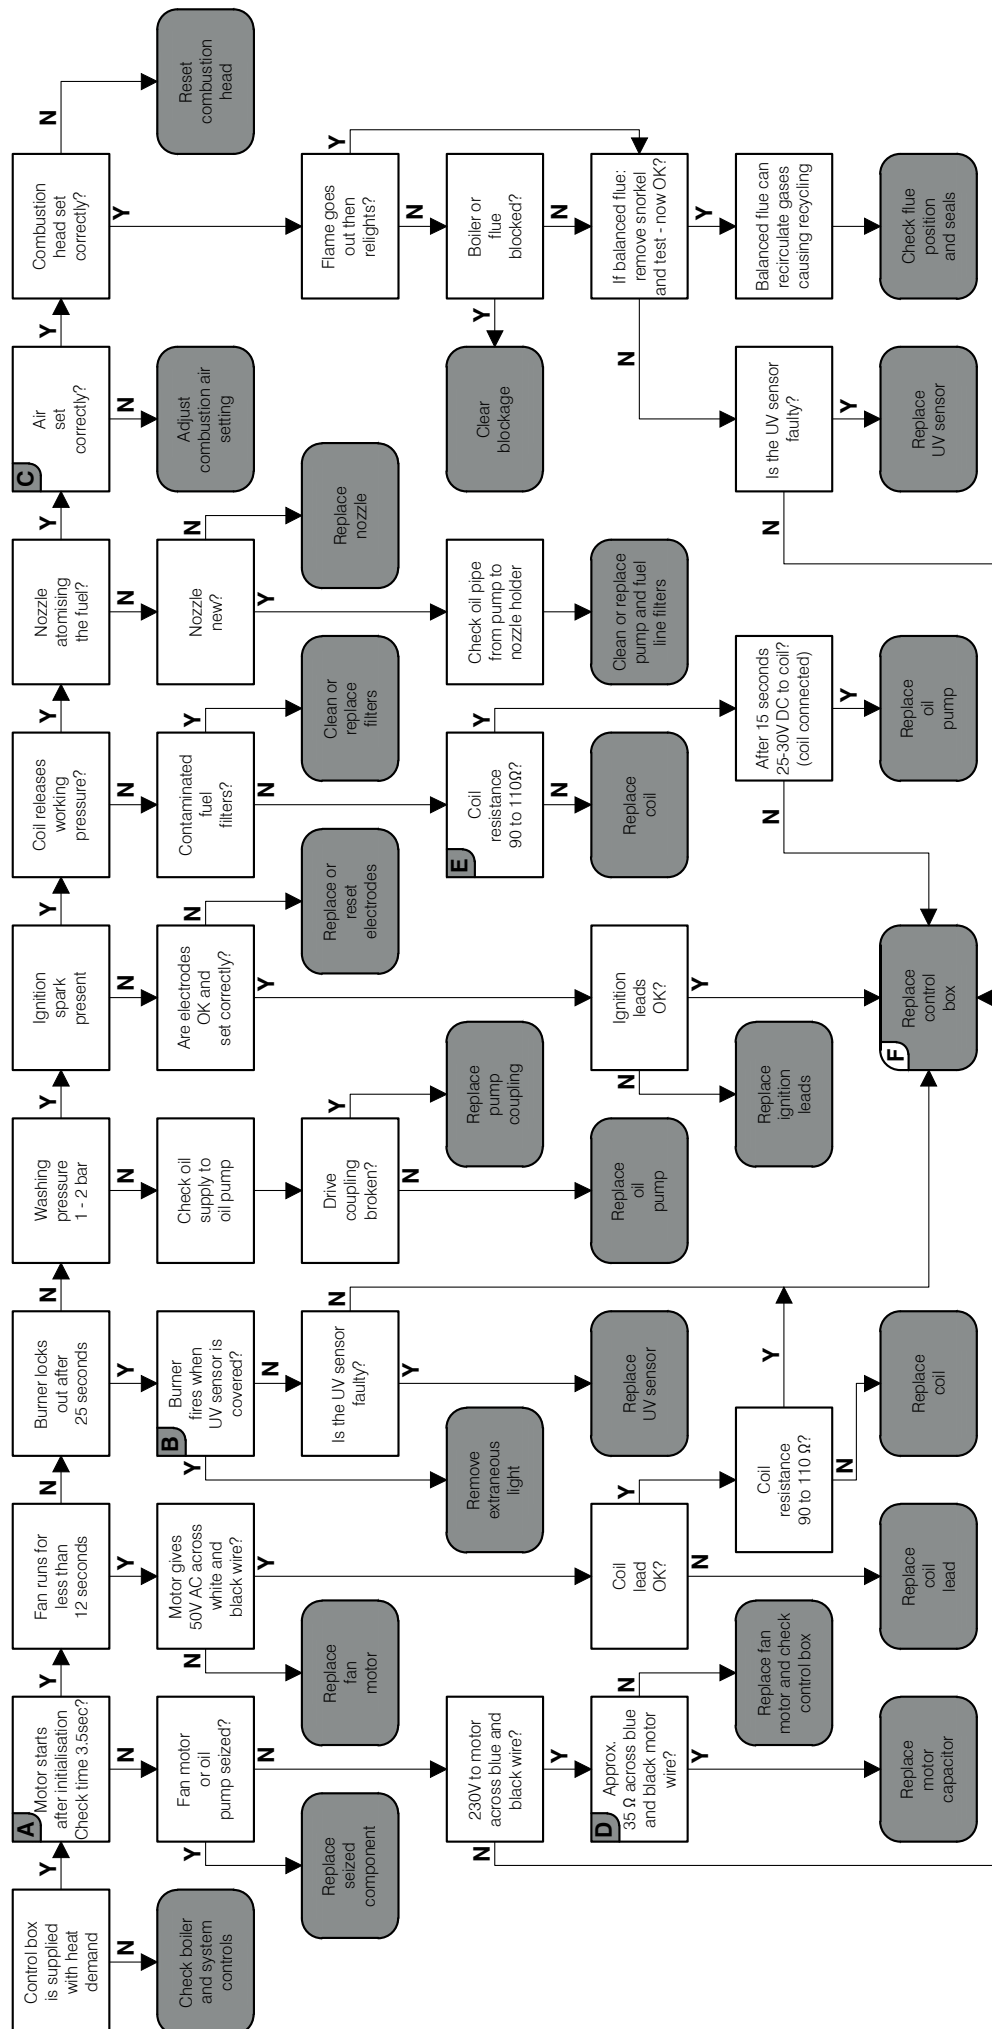 Control box
is supplied
with heat
demand
Y
N
Check boiler
and system
controls
A
Motor starts
after initialisation
Check time 3.5sec?
Y
N
Fan motor
or oil
pump seized?
Y
Replace
seized
component
N
230V to motor
across blue and
black wire?
N
Y
D
Approx.
35 Ω across blue
and black motor
wire?
N
Replace fan
motor and check
control box
Y
Replace
motor
capacitor
Fan runs for
less than
12 seconds
N
Y
Motor gives
50V AC across
white and
black wire?
N
Replace
fan
motor
Y
Coil
lead
OK?
N
Replace
coil
lead
Y
Coil
resistance
90 to 110 Ω?
Y
N
Replace
coil
Burner locks
out after
25 seconds
N
Y
B
Burner
fires when
UV sensor is
covered?
Y
Remove
extraneous
light
N
Is the UV sensor
faulty?
N
Y
Replace
UV sensor
Washing
pressure
1 - 2 bar
Y
N
Check oil
supply to
oil pump
Drive
coupling
broken?
Y
Replace
pump
coupling
N
Replace
oil
pump
Ignition
spark
present
Y
N
Are electrodes
OK and
set correctly?
N
Replace or
reset
electrodes
Y
Ignition
leads
OK?
N
Replace
ignition
leads
Y
F
Replace
control
box
Coil releases
working
pressure?
Y
N
Contaminated
fuel
filters?
Y
Clean or
replace
filters
N
E
Coil
resistance
90 to 110Ω?
N
Replace
coil
Y
After 15 seconds
25-30V DC to coil?
(coil connected)
N
Y
Replace
oil
pump
Nozzle
atomising
the fuel?
Y
N
Nozzle
new?
N
Replace
nozzle
Y
Check oil pipe
from pump to
nozzle holder
Clean or replace
pump and fuel
line filters
C
Air
set
correctly?
Y
N
Adjust
combustion air
setting
Combustion
head set
correctly?
N
Reset
combustion
head
Y
Flame goes
out then
relights?
Y
N
Boiler or
flue
blocked?
Y
Clear
blockage
N
If balanced flue:
remove snorkel
and test - now OK?
N
Is the UV sensor
faulty?
N
Y
Replace
UV sensor
Y
Balanced flue can
recirculate gases
causing recycling
Check flue
position
and seals